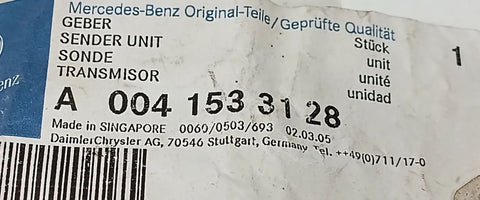 Mercedes-Benz Original-Teile/Geprüfte Qualität
GEBER Stück 1
SENDER UNIT unit
SONDE unité
TRANSMISOR unidad
A 004 153 31 28
Made in SINGAPORE 0060/0503/693 02.03.05
DaimlerChrysler AG, 70546 Stuttgart, Germany Tel. ++49(0)711/17-0
enz